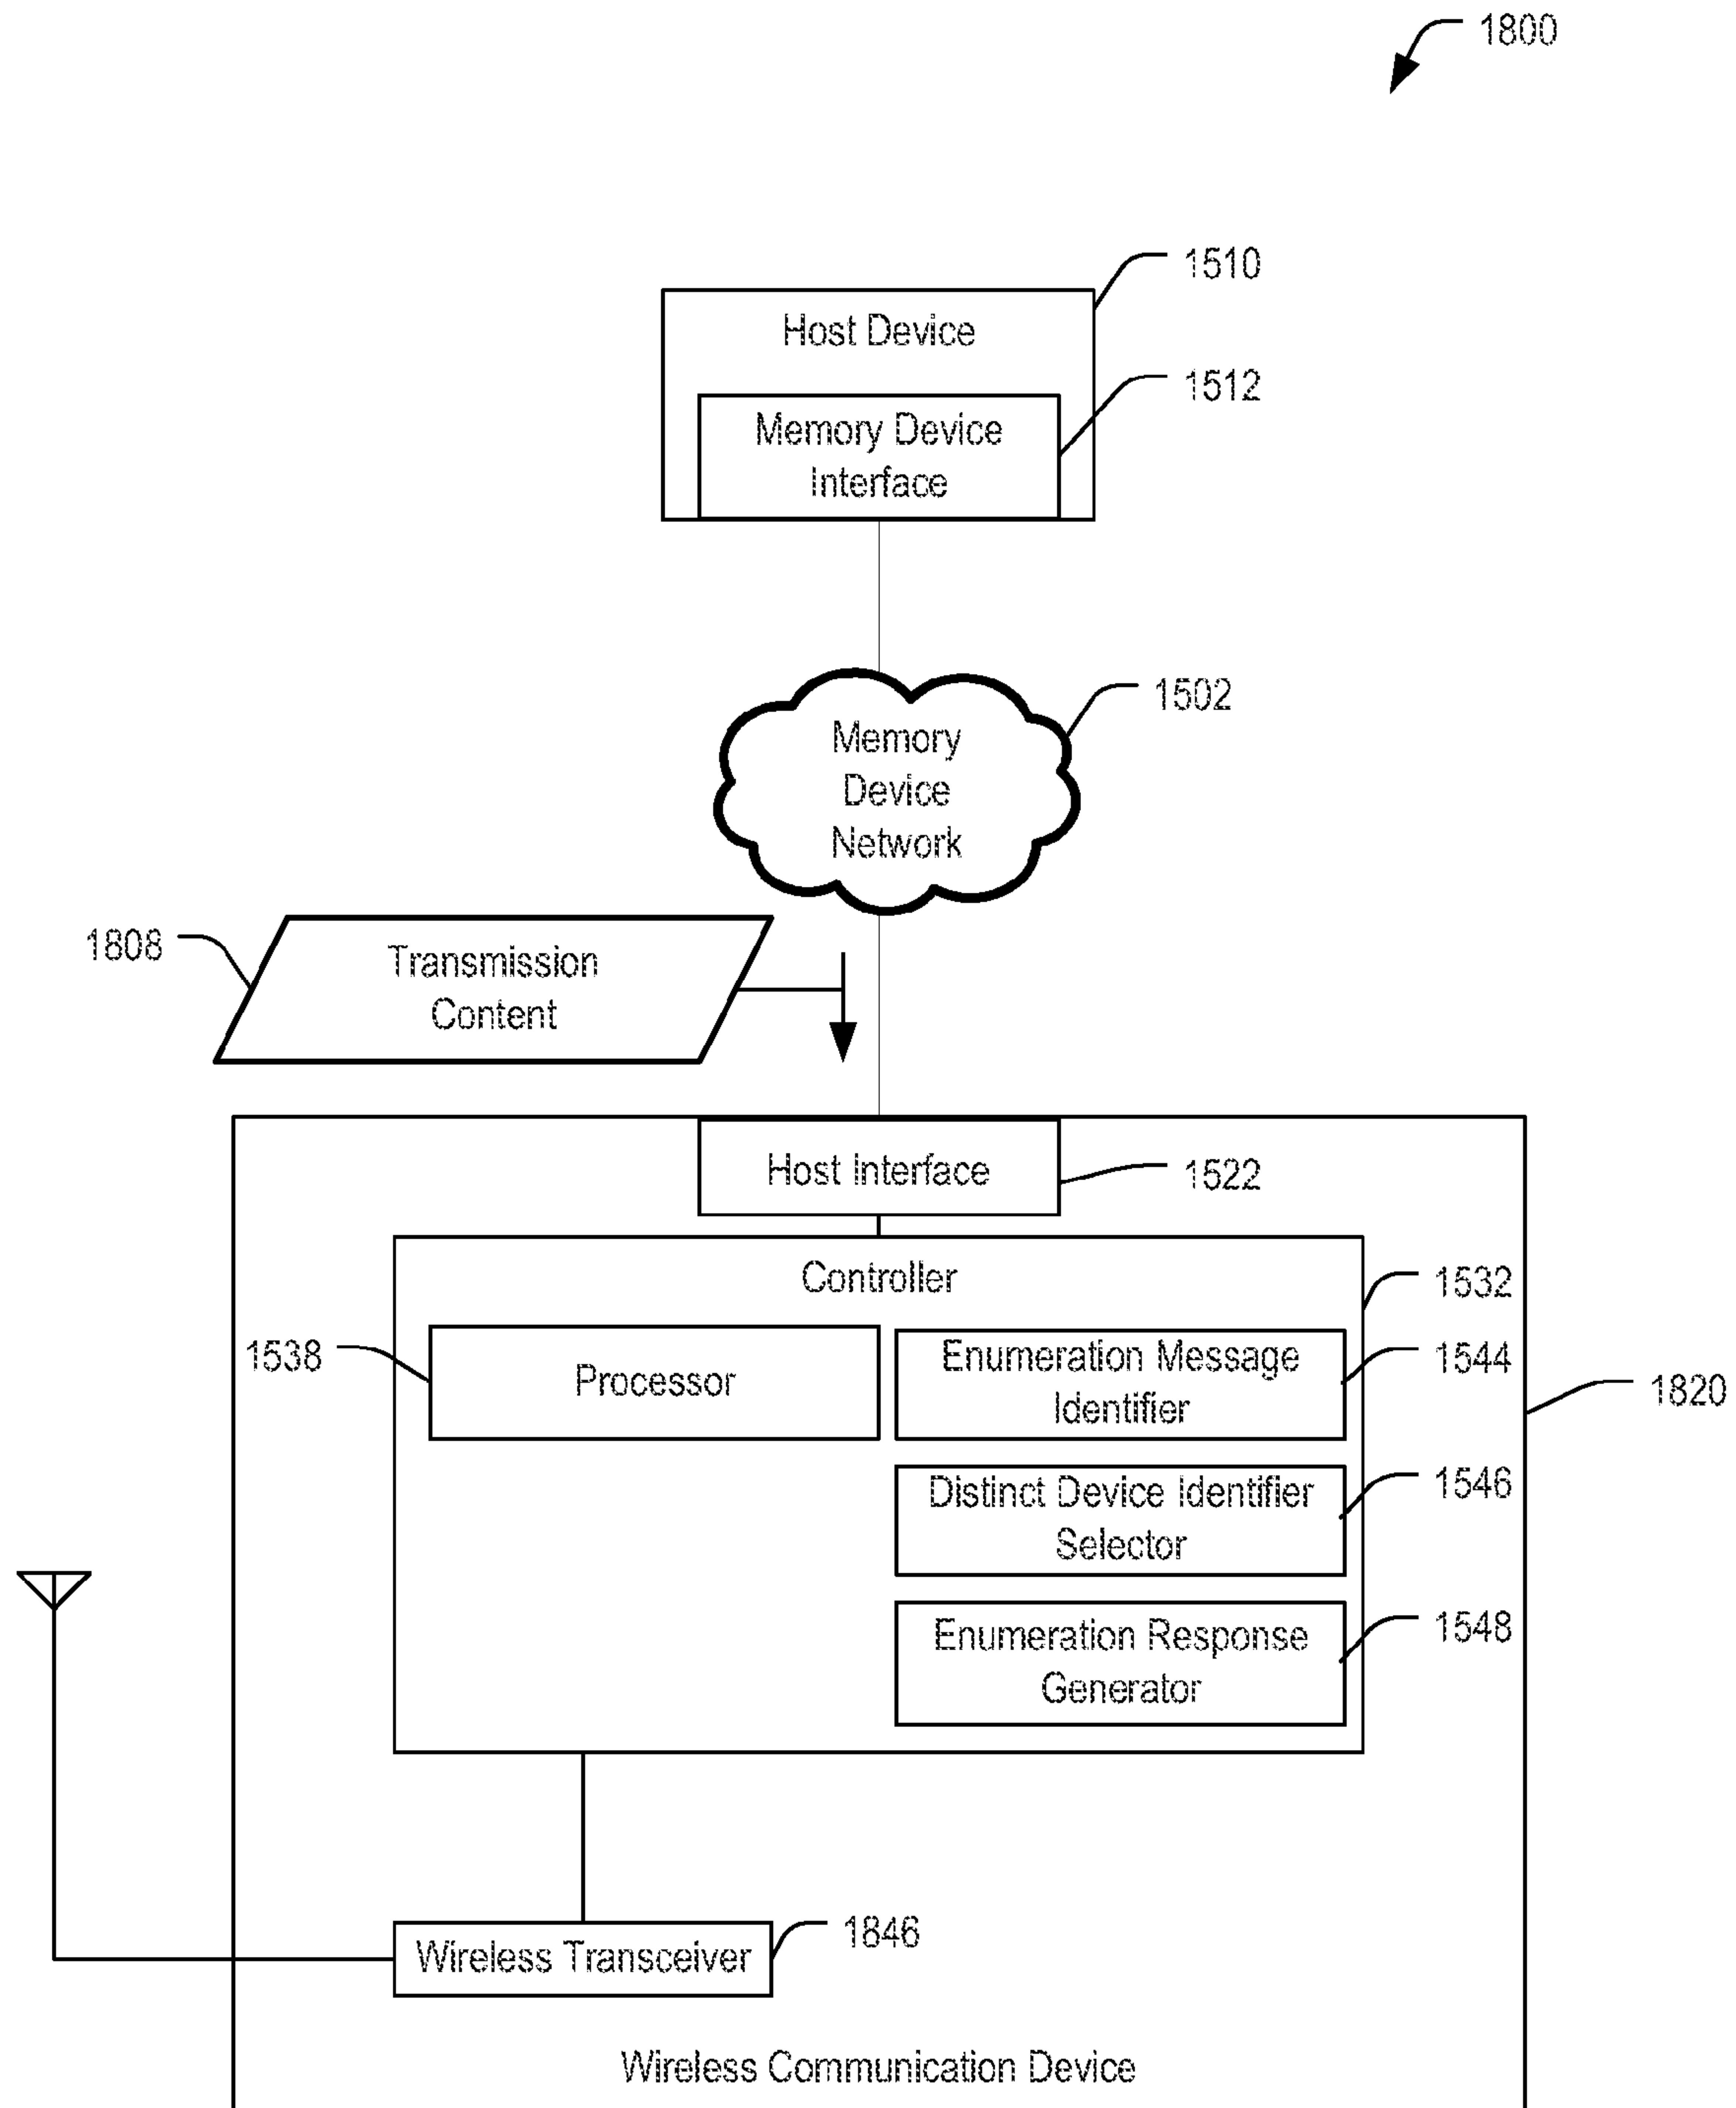 1800
1510
Host Device
1512
Memory Device
Interface
1502
Memory
Device
Network
1808
Transmission
Content
Host Interface
1522
Controller
1532
1538
Processor
Enumeration Message
Identifier
1544
1820
Distinct Device Identifier
Selector
1546
Enumeration Response
Generator
1548
Wireless Transceiver
1846
Wireless Communication Device